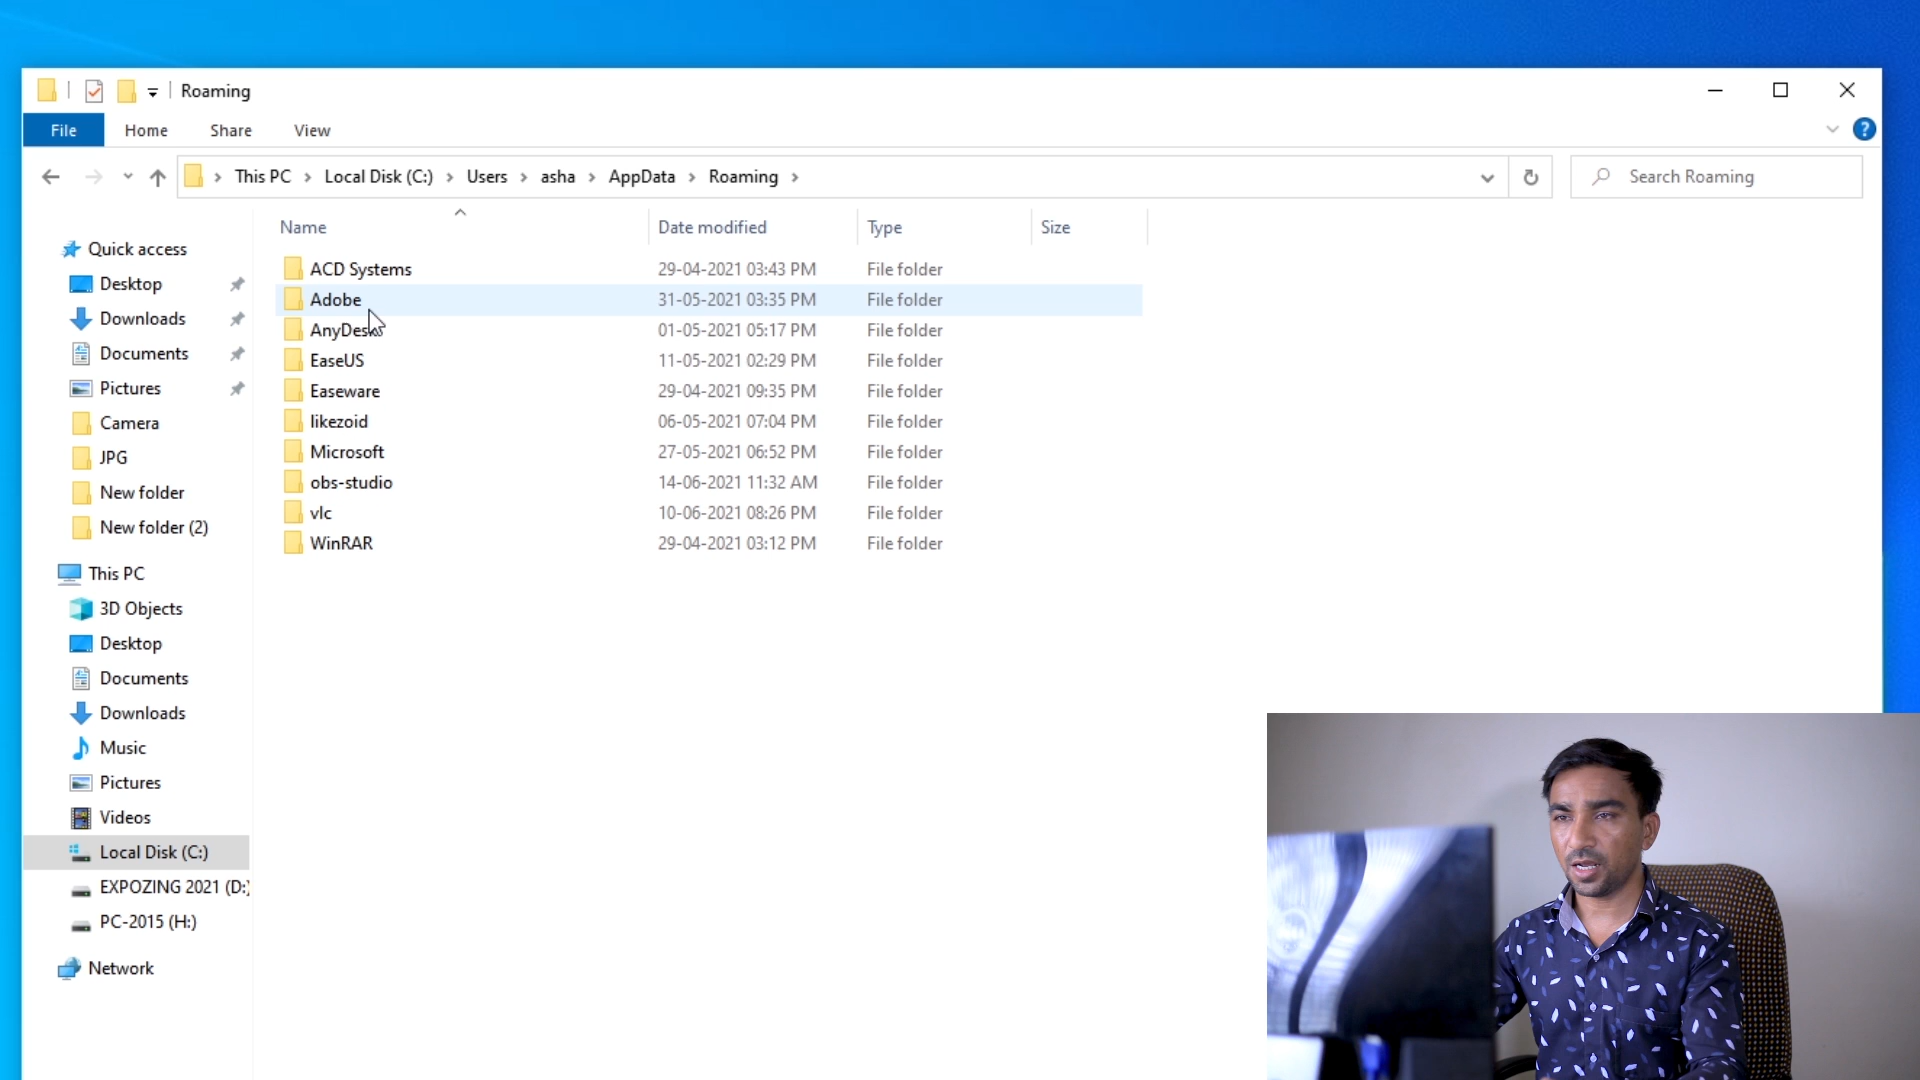 Roaming
File Home Share View
This PC Local Disk (C:) Users asha AppData Roaming
Search Roaming
Name Date modified Type Size
Quick access
Desktop
Downloads
Documents
Pictures
Camera
JPG
New folder
New folder (2)
This PC
3D Objects
Desktop
Documents
Downloads
Music
Pictures
Videos
Local Disk (C:)
EXPOZING 2021 (D:)
PC-2015 (H:)
Network
ACD Systems 29-04-2021 03:43 PM File folder
Adobe 31-05-2021 03:35 PM File folder
AnyDesk 01-05-2021 05:17 PM File folder
EaseUS 11-05-2021 02:29 PM File folder
Easeware 29-04-2021 09:35 PM File folder
likezoid 06-05-2021 07:04 PM File folder
Microsoft 27-05-2021 06:52 PM File folder
obs-studio 14-06-2021 11:32 AM File folder
vlc 10-06-2021 08:26 PM File folder
WinRAR 29-04-2021 03:12 PM File folder